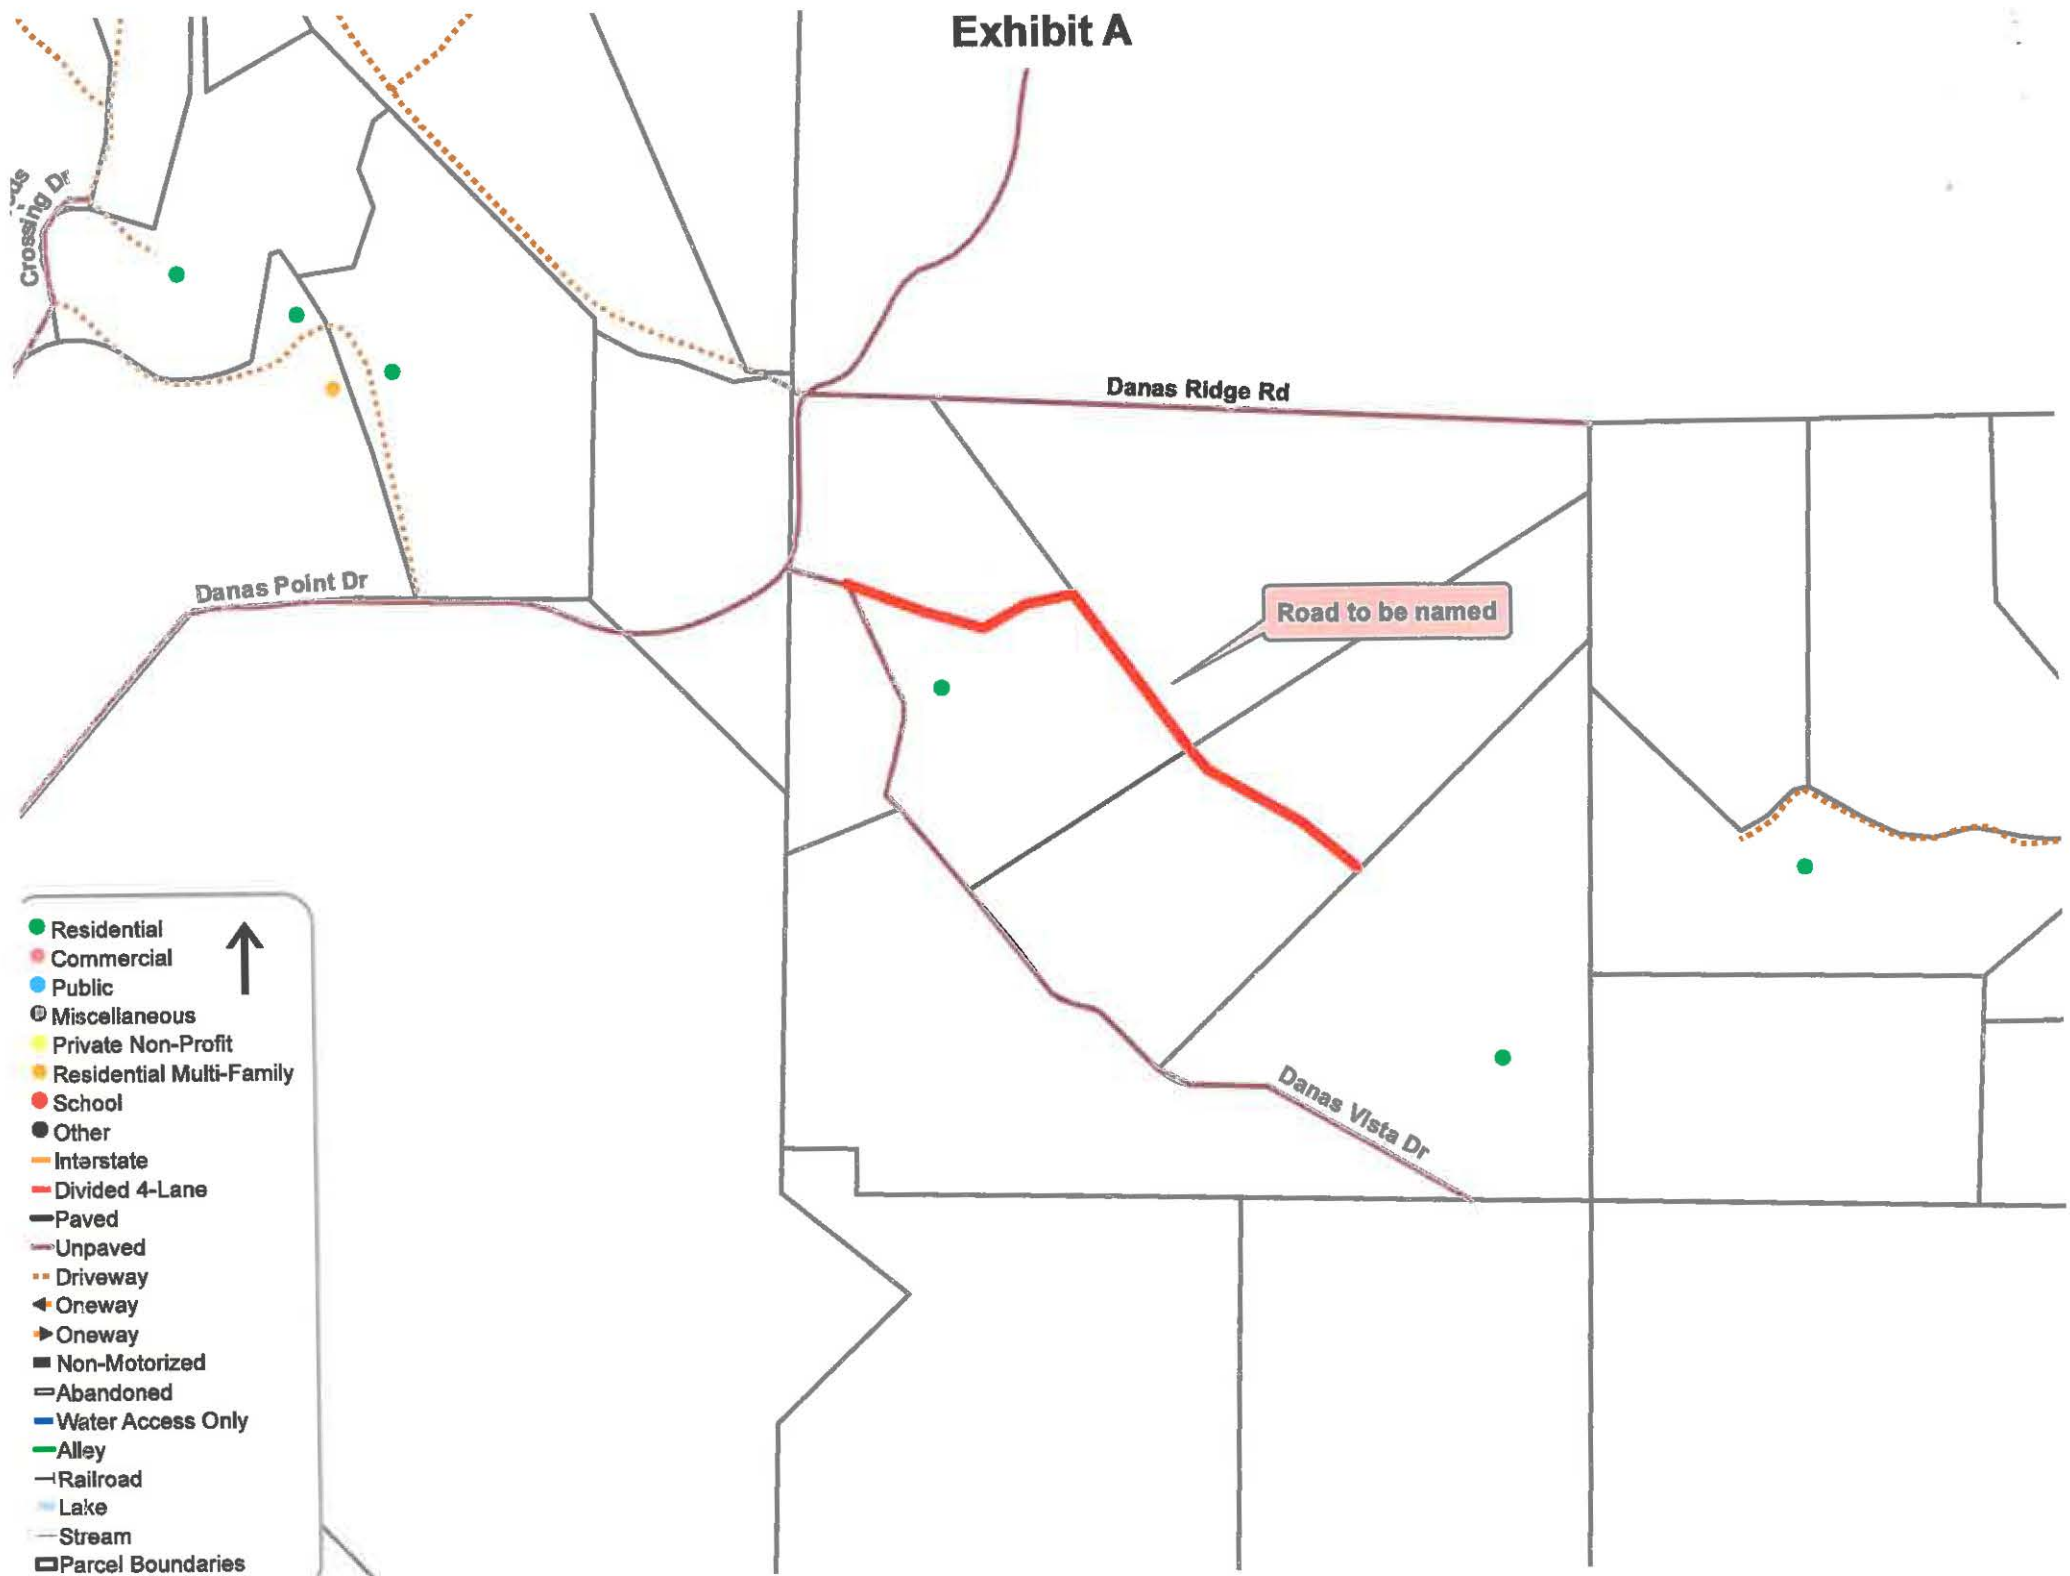 Exhibit A
Crossing Dr
Danas Ridge Rd
Danas Point Dr
Road to be named
Danas Vista Dr
Residential
Commercial
Public
Miscellaneous
Private Non-Profit
Residential Multi-Family
School
Other
Interstate
Divided 4-Lane
Paved
Unpaved
Driveway
Oneway
Oneway
Non-Motorized
Abandoned
Water Access Only
Alley
Railroad
Lake
Stream
Parcel Boundaries